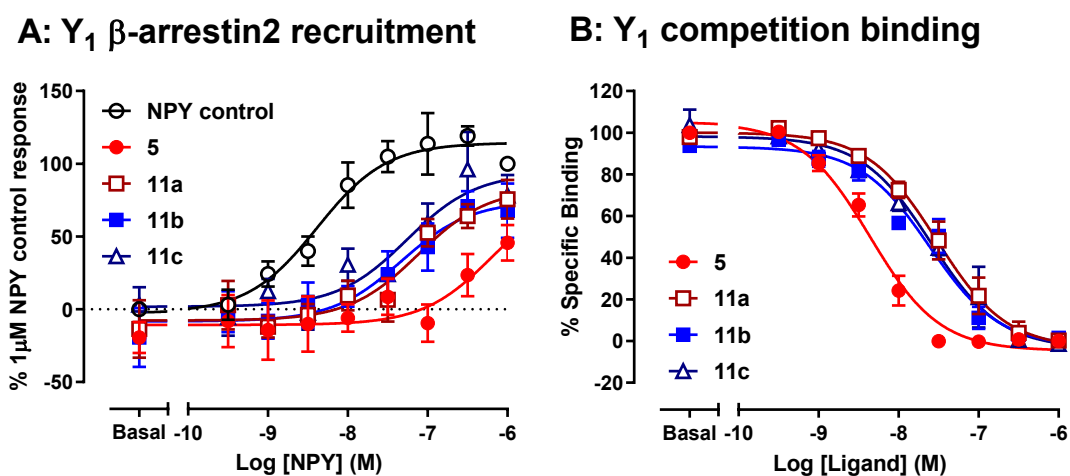 A: Y₁ β-arrestin2 recruitment
% 1μM NPY control response
150
100
50
0
-50
NPY control
5
11a
11b
11c
Basal -10 -9 -8 -7 -6
Log [NPY] (M)
B: Y₁ competition binding
% Specific Binding
120
100
80
60
40
20
0
-20
5
11a
11b
11c
Basal -10 -9 -8 -7 -6
Log [Ligand] (M)